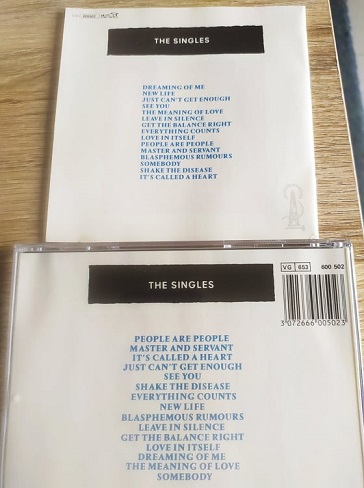 THE SINGLES
DREAMING OF ME
NEW LIFE
JUST CAN'T GET ENOUGH
SEE YOU
THE MEANING OF LOVE
LEAVE IN SILENCE
GET THE BALANCE RIGHT
EVERYTHING COUNTS
LOVE IN ITSELF
PEOPLE ARE PEOPLE
MASTER AND SERVANT
BLASPHEMOUS RUMOURS
SOMEBODY
SHAKE THE DISEASE
IT'S CALLED A HEART
THE SINGLES
VG 653 600 502
3 072666 005023
PEOPLE ARE PEOPLE
MASTER AND SERVANT
IT'S CALLED A HEART
JUST CAN'T GET ENOUGH
SEE YOU
SHAKE THE DISEASE
EVERYTHING COUNTS
NEW LIFE
BLASPHEMOUS RUMOURS
LEAVE IN SILENCE
GET THE BALANCE RIGHT
LOVE IN ITSELF
DREAMING OF ME
THE MEANING OF LOVE
SOMEBODY